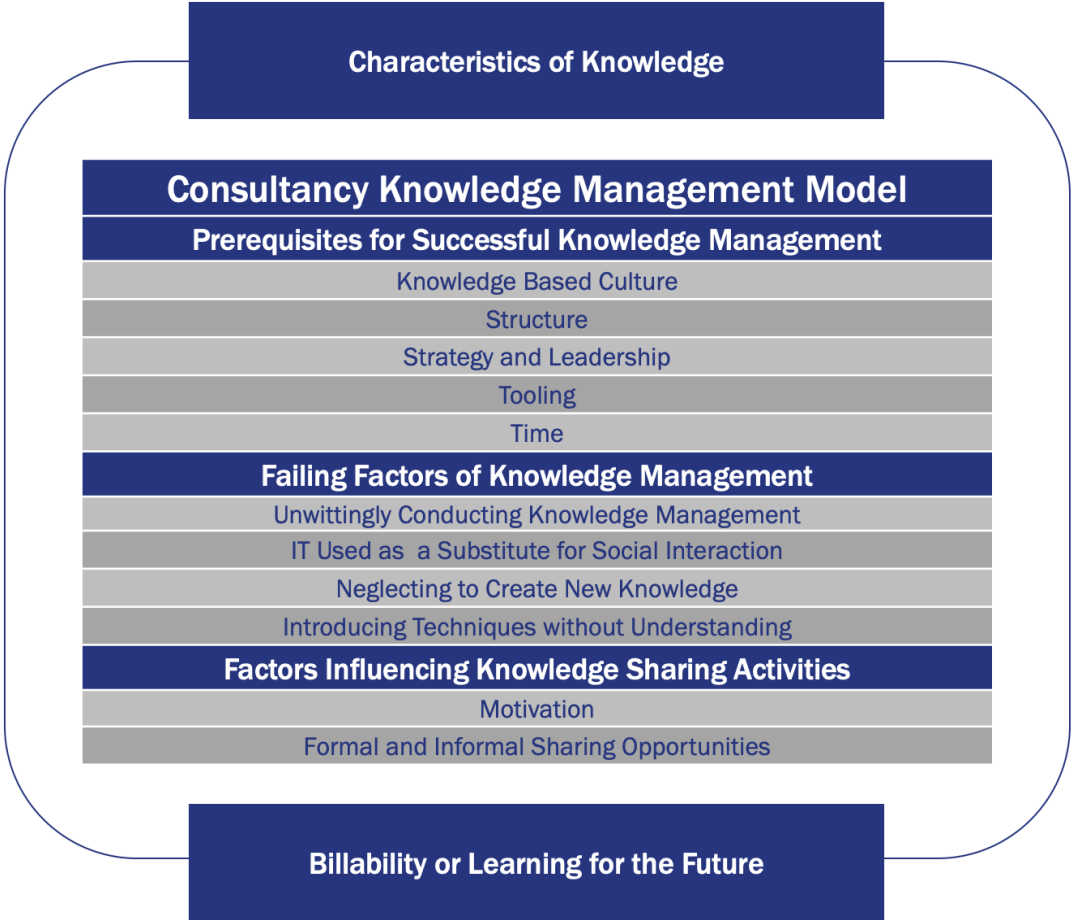 Characteristics of Knowledge
Consultancy Knowledge Management Model
Prerequisites for Successful Knowledge Management
Knowledge Based Culture
Structure
Strategy and Leadership
Tooling
Time
Failing Factors of Knowledge Management
Unwittingly Conducting Knowledge Management
IT Used as  a Substitute for Social Interaction
Neglecting to Create New Knowledge
Introducing Techniques without Understanding
Factors Influencing Knowledge Sharing Activities
Motivation
Formal and Informal Sharing Opportunities
Billability or Learning for the Future